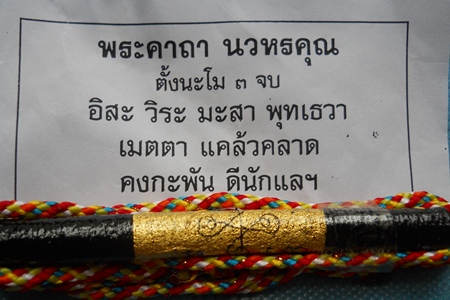 พระคาถา นวหรคุณ
ตั้งนะโม ๓ จบ
อิสะ วิระ มะสา พุทเธวา
เมตตา แคล้วคลาด
คงกะพัน ดีนักแลฯ